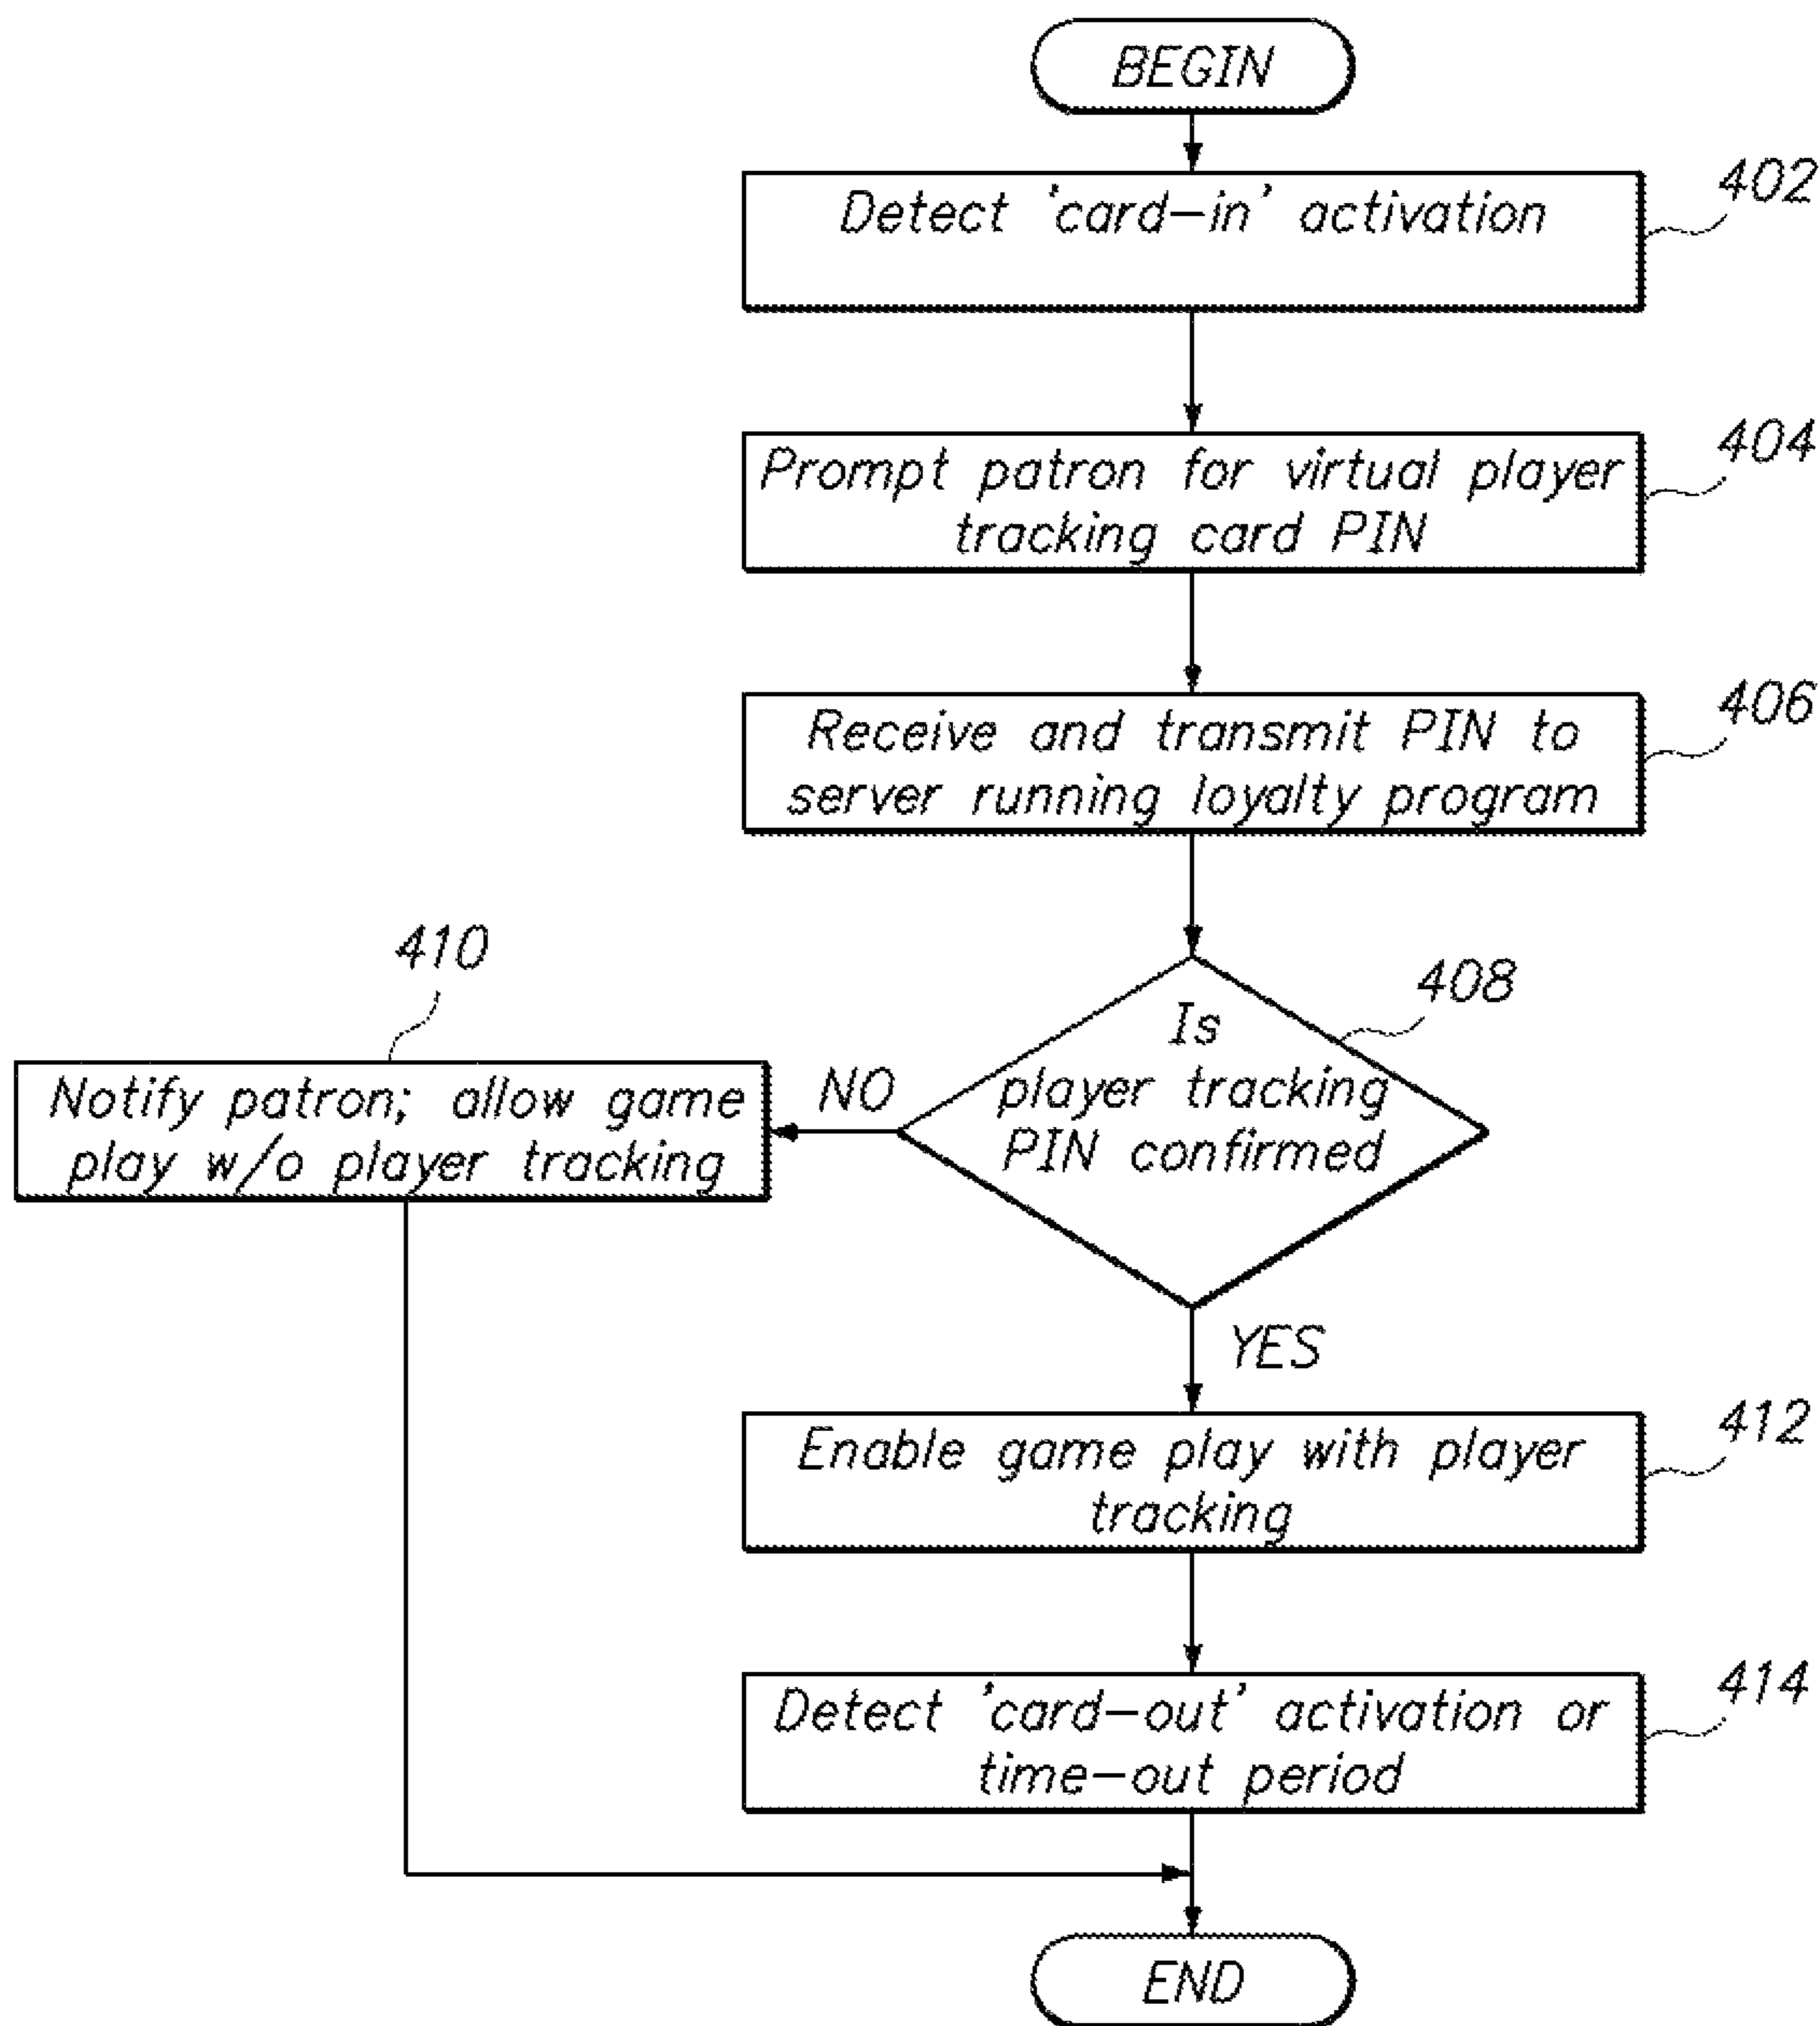 BEGIN
Detect 'card-in' activation
402
Prompt patron for virtual player
tracking card PIN
404
Receive and transmit PIN to
server running loyalty program
406
Is
player tracking
PIN confirmed
408
NO
410
Notify patron; allow game
play w/o player tracking
YES
Enable game play with player
tracking
412
Detect 'card-out' activation or
time-out period
414
END